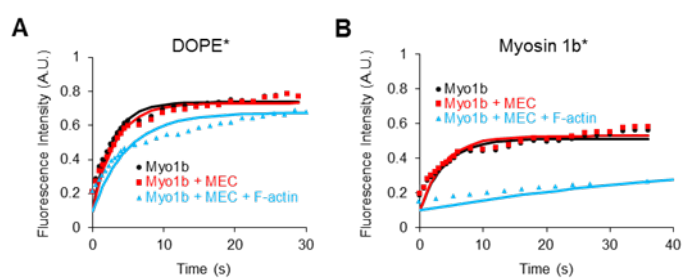 A
DOPE*
Fluorescence Intensity (A.U.)
1
0.8
0.6
0.4
0.2
0
Myo1b
Myo1b + MEC
Myo1b + MEC + F-actin
0
10
20
30
Time (s)
B
Myosin 1b*
Fluorescence Intensity (A.U.)
1
0.8
0.6
0.4
0.2
0
Myo1b
Myo1b + MEC
Myo1b + MEC + F-actin
0
10
20
30
40
Time (s)